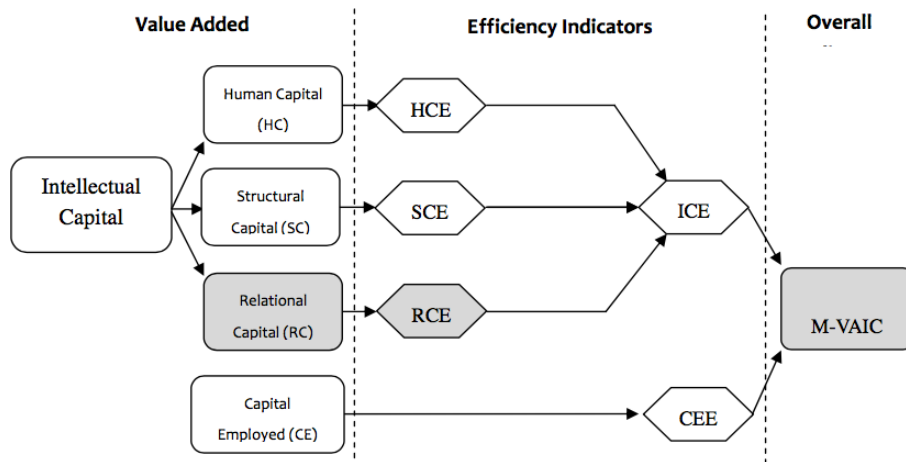 Value Added
Efficiency Indicators
Overall
Human Capital
(HC)
HCE
Intellectual
Capital
Structural
Capital (SC)
SCE
ICE
Relational
Capital (RC)
RCE
M-VAIC
Capital
Employed (CE)
CEE